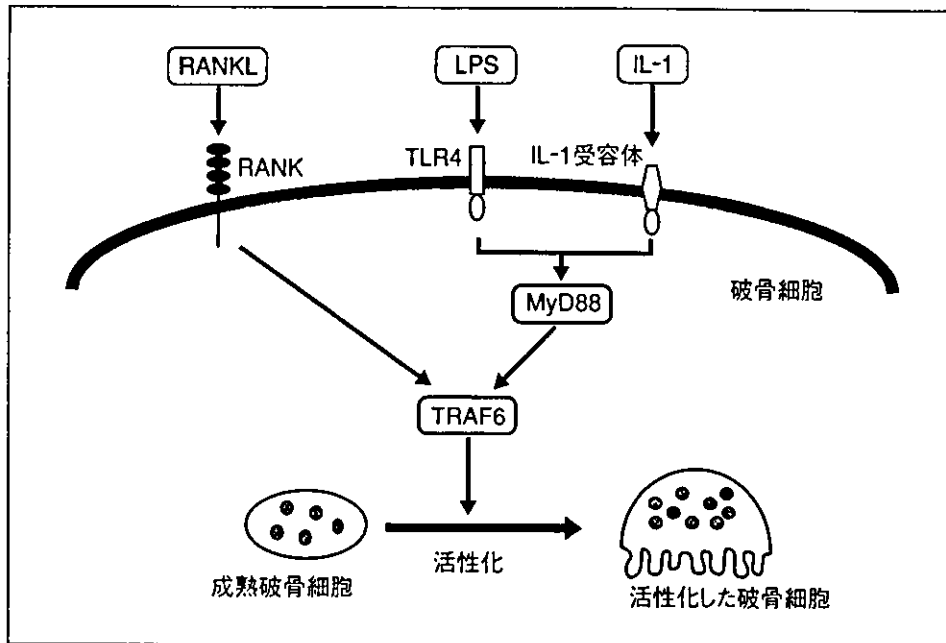 RANKL
LPS
IL-1
RANK
TLR4
IL-1受容体
破骨細胞
MyD88
TRAF6
活性化
成熟破骨細胞
活性化した破骨細胞